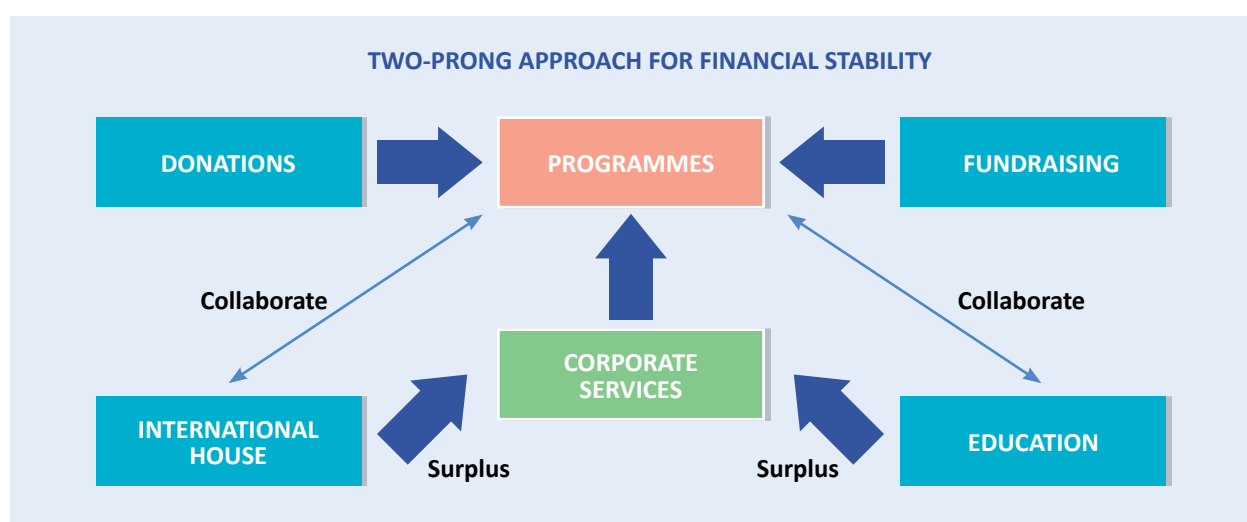 TWO-PRONG APPROACH FOR FINANCIAL STABILITY
DONATIONS
PROGRAMMES
FUNDRAISING
Collaborate
Collaborate
CORPORATE
SERVICES
INTERNATIONAL
HOUSE
EDUCATION
Surplus
Surplus